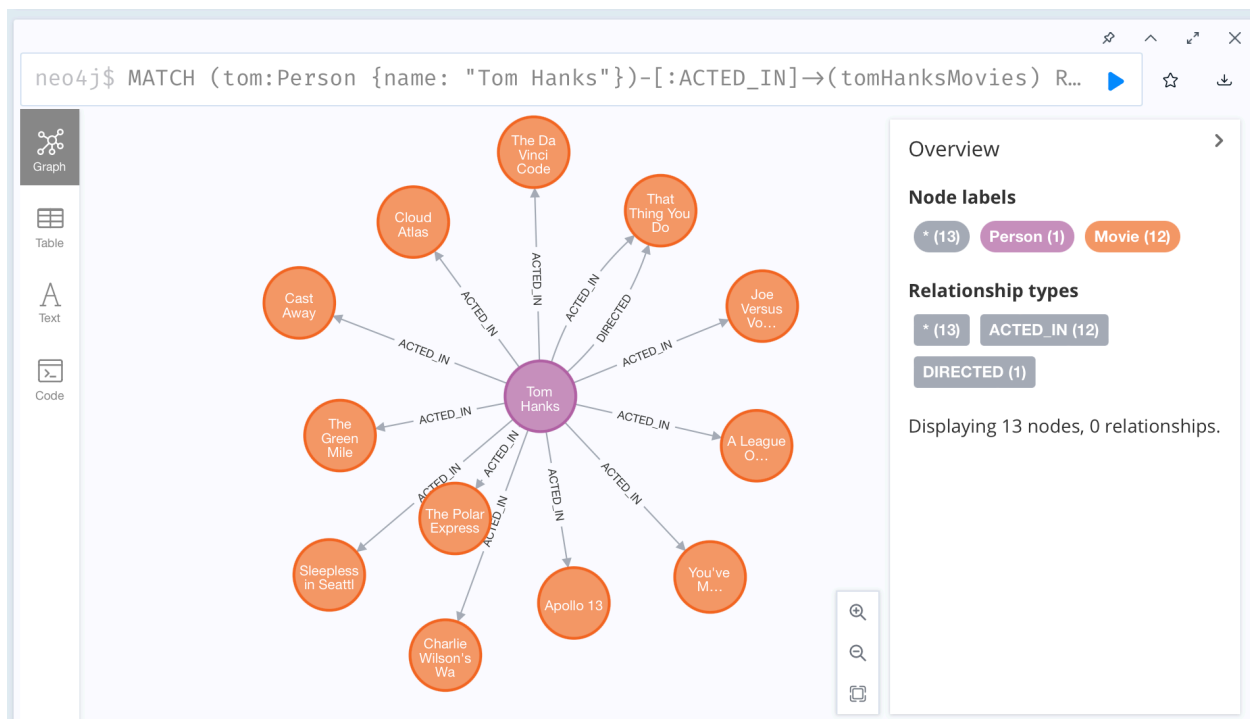 neo4j$ MATCH (tom:Person {name: "Tom Hanks"})-[:ACTED_IN]→(tomHanksMovies) R…
Graph
Table
Text
Code
The Da
Vinci
Code
That
Thing You
Do
Cloud
Atlas
Cast
Away
Joe
Versus
Vo…
ACTED_IN
ACTED_IN
ACTED_IN
DIRECTED
ACTED_IN
ACTED_IN
Tom
Hanks
The
Green
Mile
ACTED_IN
ACTED_IN
A League
O…
ACTED_IN
ACTED_IN
ACTED_IN
ACTED_IN
ACTED_IN
The Polar
Express
Sleepless
in Seattl
Apollo 13
You've
M…
Charlie
Wilson's
Wa
Overview
Node labels
* (13)
Person (1)
Movie (12)
Relationship types
* (13)
ACTED_IN (12)
DIRECTED (1)
Displaying 13 nodes, 0 relationships.